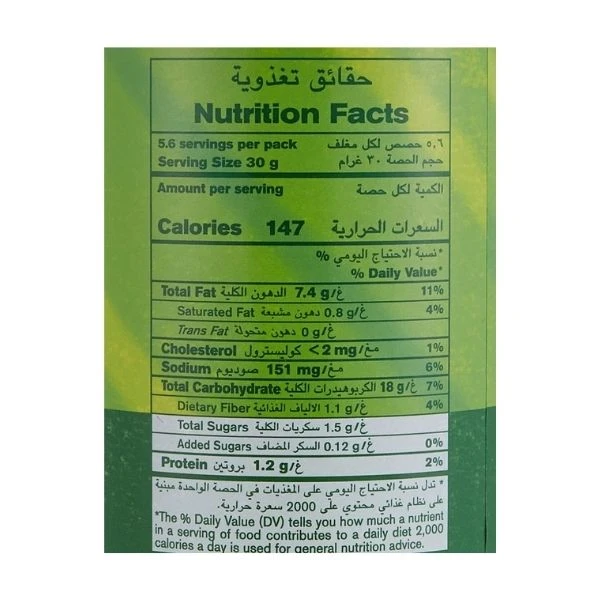 حقائق تغذوية
Nutrition Facts
5.6 servings per pack ٥,٦ حصص لكل مغلف
Serving Size 30 g حجم الحصة ٣٠ غرام
Amount per serving الكمية لكل حصة
Calories 147 السعرات الحرارية
*نسبة الاحتياج اليومي %
% Daily Value*
Total Fat الدهون الكلية 7.4 g/غ 11%
Saturated Fat دهون مشبعة 0.8 g/غ 4%
Trans Fat دهون متحولة 0 g/غ
Cholesterol كوليسترول <2 mg/مغ 1%
Sodium صوديوم 151 mg/مغ 6%
Total Carbohydrate الكربوهيدرات الكلية 18 g/غ 7%
Dietary Fiber الالياف الغذائية 1.1 g/غ 4%
Total Sugars سكريات الكلية 1.5 g/غ
Added Sugars السكر المضاف 0.12 g/غ 0%
Protein بروتين 1.2 g/غ 2%
* تدل نسبة الاحتياج اليومي على المغذيات في الحصة الواحدة مبنية
على نظام غذائي محتوي على 2000 سعرة حرارية.
*The % Daily Value (DV) tells you how much a nutrient
in a serving of food contributes to a daily diet 2,000
calories a day is used for general nutrition advice.